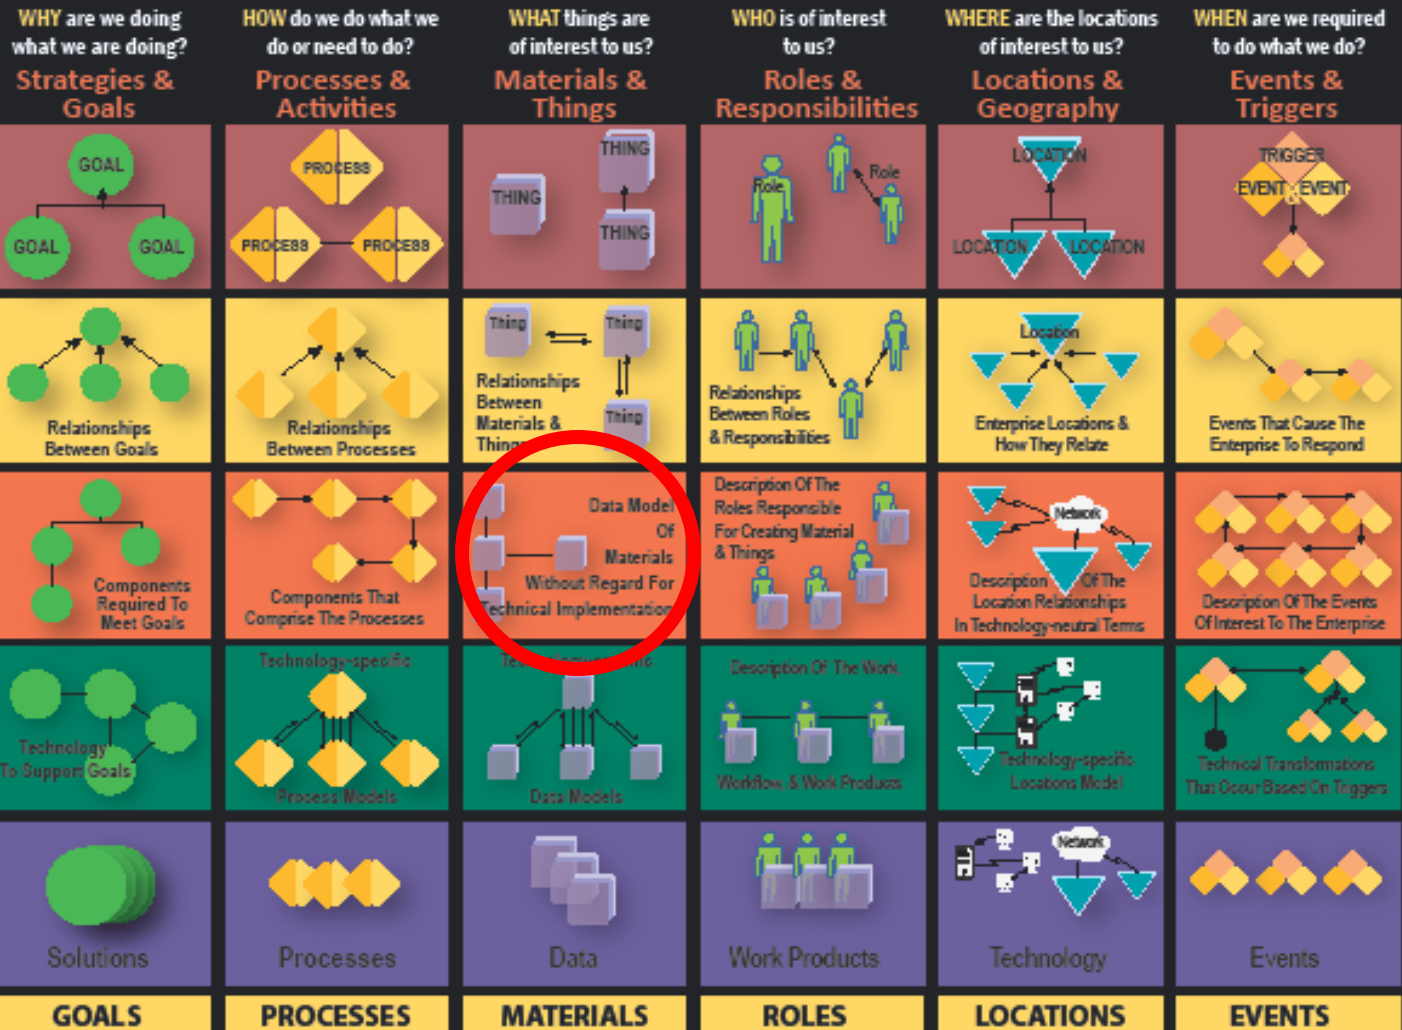 WHY are we doing
what we are doing?
Strategies &
Goals
HOW do we do what we
do or need to do?
Processes &
Activities
WHAT things are
of interest to us?
Materials &
Things
WHO is of interest
to us?
Roles &
Responsibilities
WHERE are the locations
of interest to us?
Locations &
Geography
WHEN are we required
to do what we do?
Events &
Triggers
GOAL
GOAL
GOAL
PROCESS
PROCESS
PROCESS
THING
THING
THING
Role
Role
LOCATION
LOCATION
LOCATION
TRIGGER
EVENT & EVENT
Relationships
Between Goals
Relationships
Between Processes
Thing
Thing
Thing
Relationships
Between
Materials &
Things
Relationships
Between Roles
& Responsibilities
Location
Enterprise Locations &
How They Relate
Events That Cause The
Enterprise To Respond
Components
Required To
Meet Goals
Components That
Comprise The Processes
Data Model
Of
Materials
Without Regard For
Technical Implementation
Description Of The
Roles Responsible
For Creating Material
& Things
Network
Description Of The
Location Relationships
In Technology-neutral Terms
Description Of The Events
Of Interest To The Enterprise
Technology
To Support Goals
Technology-specific
Process Models
Technology-specific
Data Models
Description Of The Work,
Workflow, & Work Products
Technology-specific
Locations Model
Technical Transformations
That Occur Based On Triggers
Solutions
Processes
Data
Work Products
Network
Technology
Events
GOALS
PROCESSES
MATERIALS
ROLES
LOCATIONS
EVENTS